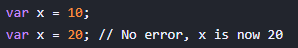 var x = 10;
var x = 20; // No error, x is now 20